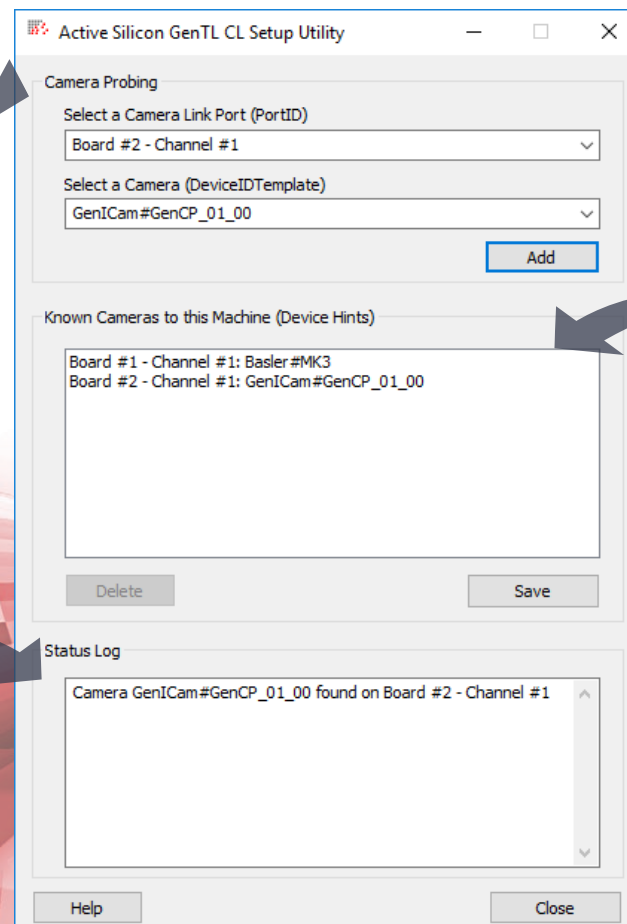 Active Silicon GenTL CL Setup Utility
Camera Probing
Select a Camera Link Port (PortID)
Board #2 - Channel #1
Select a Camera (DeviceIDTemplate)
GenICam#GenCP_01_00
Add
Known Cameras to this Machine (Device Hints)
Board #1 - Channel #1: Basler#MK3
Board #2 - Channel #1: GenICam#GenCP_01_00
Delete
Save
Status Log
Camera GenICam#GenCP_01_00 found on Board #2 - Channel #1
Help
Close